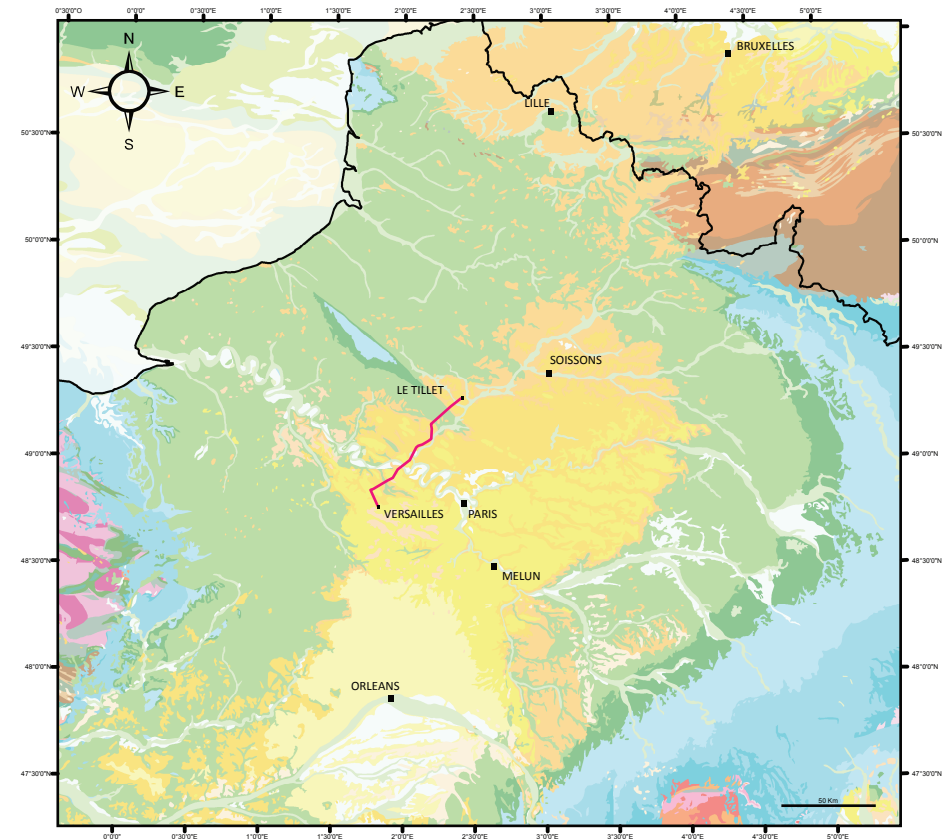 0°30'0"O 0°0'0" 0°30'0"E 1°0'0"E 1°30'0"E 2°0'0"E 2°30'0"E 3°0'0"E 3°30'0"E 4°0'0"E 4°30'0"E 5°0'0"E
N
W E
S
BRUXELLES
LILLE
50°30'0"N 50°30'0"N
50°0'0"N 50°0'0"N
49°30'0"N 49°30'0"N
SOISSONS
LE TILLET
49°0'0"N 49°0'0"N
VERSAILLES PARIS
48°30'0"N 48°30'0"N
MELUN
48°0'0"N 48°0'0"N
ORLEANS
47°30'0"N 47°30'0"N
50 Km
0°0'0" 0°30'0"E 1°0'0"E 1°30'0"E 2°0'0"E 2°30'0"E 3°0'0"E 3°30'0"E 4°0'0"E 4°30'0"E 5°0'0"E